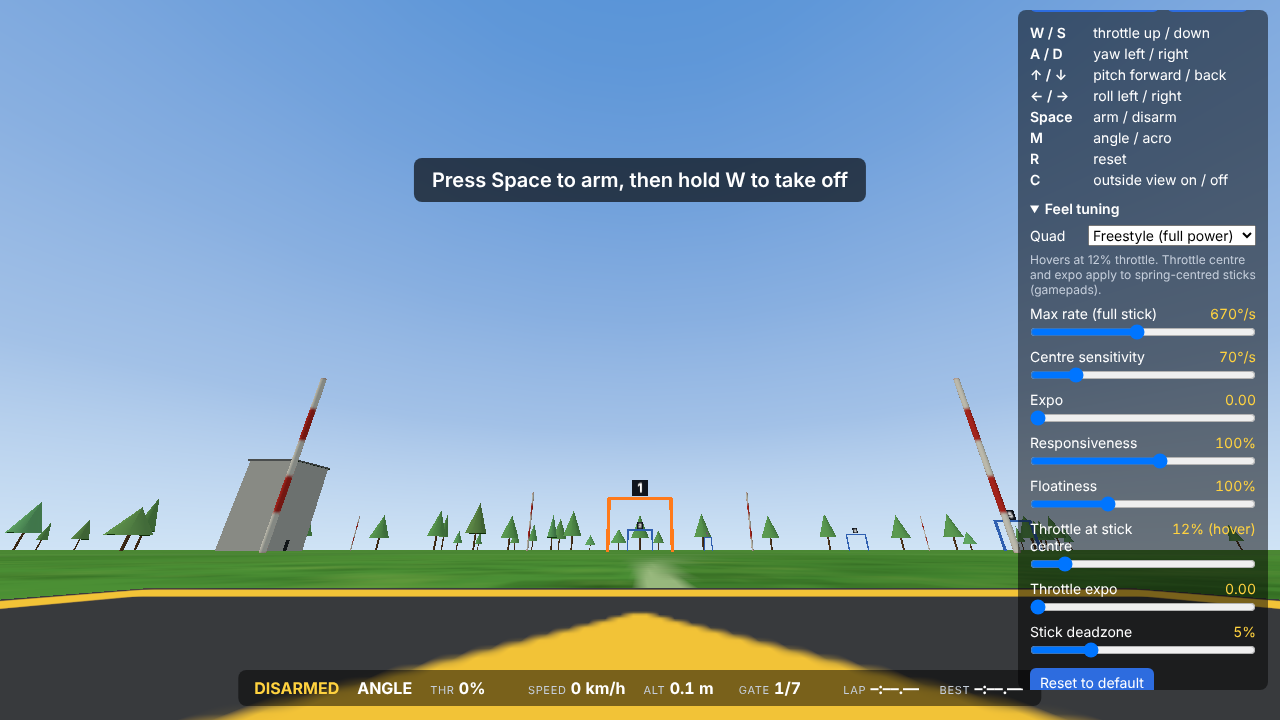 W / S throttle up / down
A / D yaw left / right
↑ / ↓ pitch forward / back
← / → roll left / right
Space arm / disarm
M angle / acro
R reset
C outside view on / off
▼ Feel tuning
Quad Freestyle (full power)
Hovers at 12% throttle. Throttle centre
and expo apply to spring-centred sticks
(gamepads).
Max rate (full stick) 670°/s
Centre sensitivity 70°/s
Expo 0.00
Responsiveness 100%
Floatiness 100%
Throttle at stick 12% (hover)
centre
Throttle expo 0.00
Stick deadzone 5%
Reset to default
Press Space to arm, then hold W to take off
1
DISARMED ANGLE THR 0% SPEED 0 km/h ALT 0.1 m GATE 1/7 LAP –:––.–– BEST –:––.––